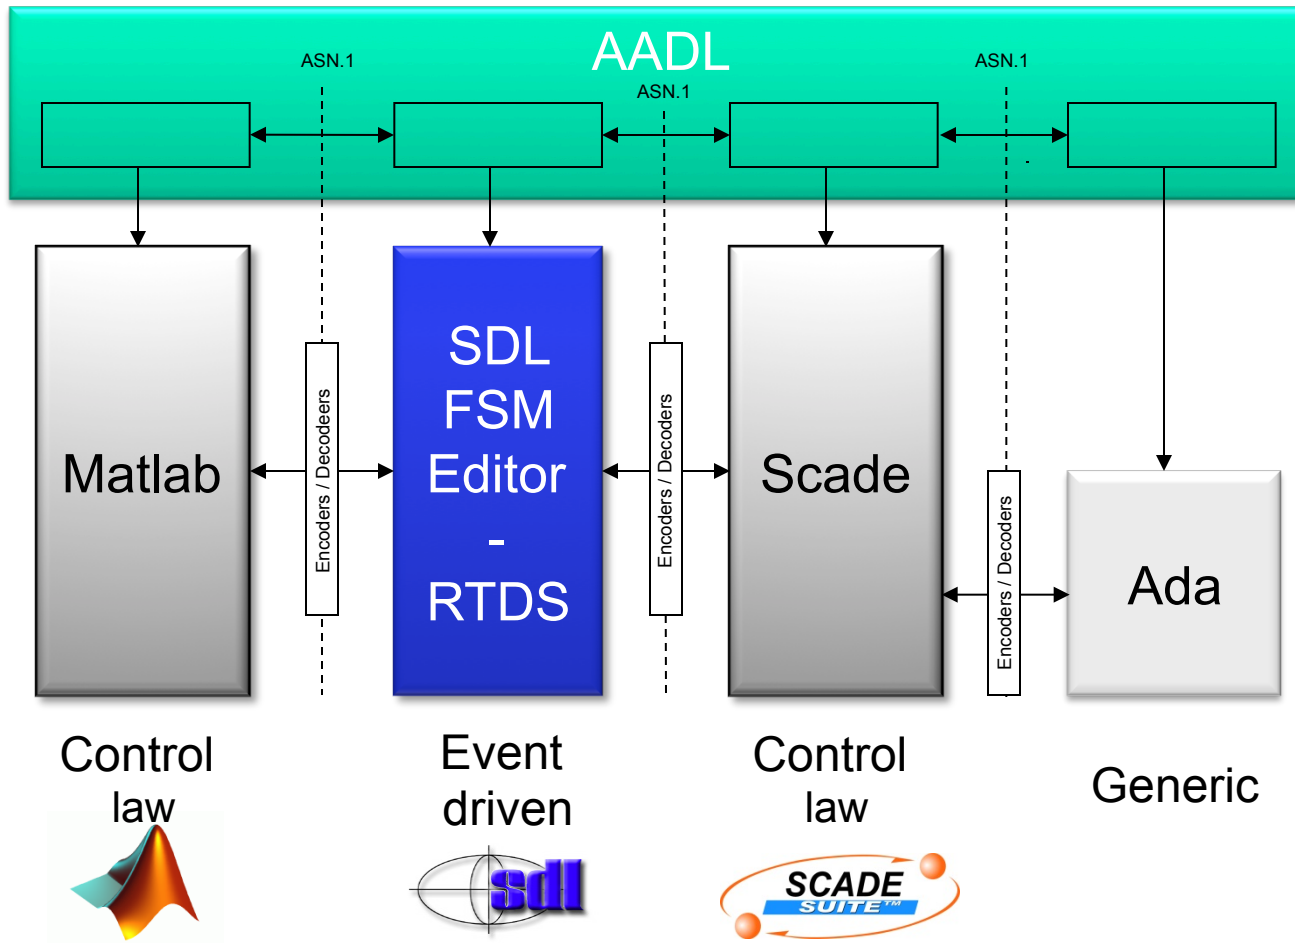 AADL
ASN.1
ASN.1
ASN.1
Matlab
Encoders / Decodeers
SDL
FSM
Editor
-
RTDS
Encoders / Decoders
Scade
Encoders / Decoders
Ada
Control
law
Event
driven
Control
law
Generic
sdl
SCADE
SUITE™